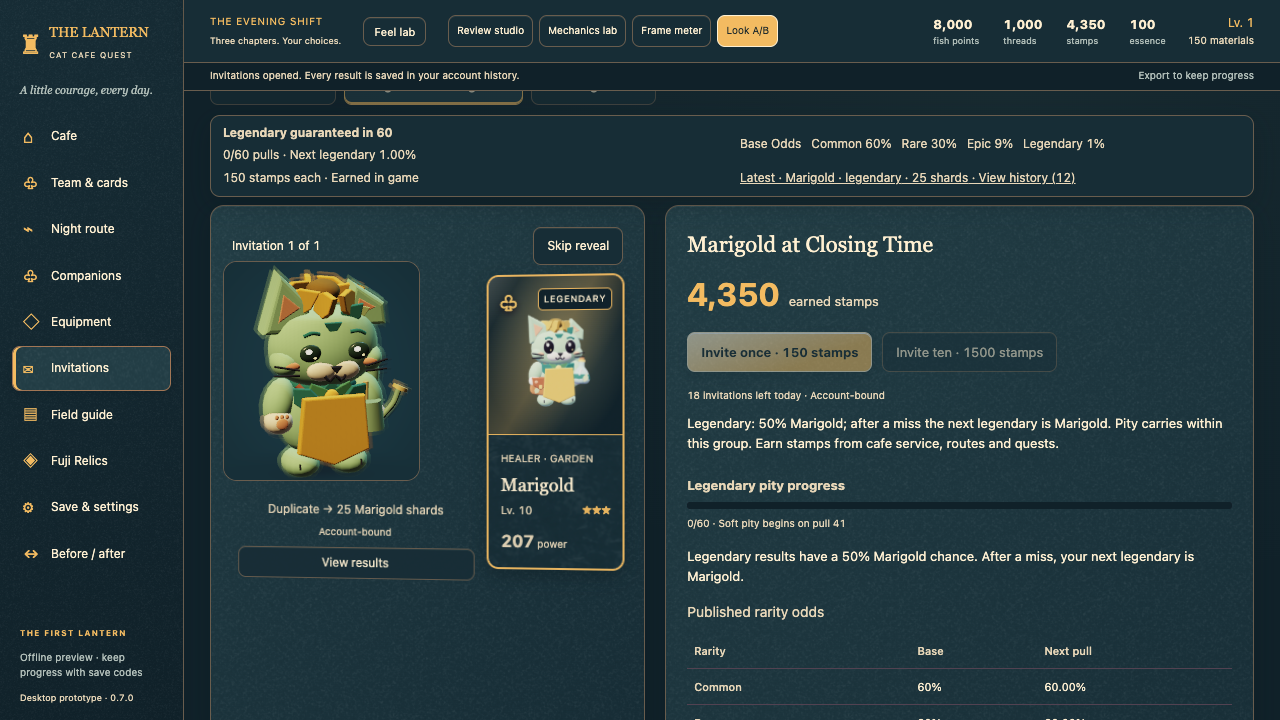 THE LANTERN
CAT CAFE QUEST
A little courage, every day.
Cafe
Team & cards
Night route
Companions
Equipment
Invitations
Field guide
Fuji Relics
Save & settings
Before / after
THE FIRST LANTERN
Offline preview · keep
progress with save codes
Desktop prototype · 0.7.0
THE EVENING SHIFT
Three chapters. Your choices.
Feel lab
Review studio
Mechanics lab
Frame meter
Look A/B
8,000
fish points
1,000
threads
4,350
stamps
100
essence
Lv. 1
150 materials
Invitations opened. Every result is saved in your account history.
Export to keep progress
Legendary guaranteed in 60
0/60 pulls · Next legendary 1.00%
150 stamps each · Earned in game
Base Odds Common 60% Rare 30% Epic 9% Legendary 1%
Latest · Marigold · legendary · 25 shards · View history (12)
Invitation 1 of 1
Skip reveal
LEGENDARY
HEALER · GARDEN
Marigold
Lv. 10 ★★★
207 power
Duplicate → 25 Marigold shards
Account-bound
View results
Marigold at Closing Time
4,350 earned stamps
Invite once · 150 stamps
Invite ten · 1500 stamps
18 invitations left today · Account-bound
Legendary: 50% Marigold; after a miss the next legendary is Marigold. Pity carries within
this group. Earn stamps from cafe service, routes and quests.
Legendary pity progress
0/60 · Soft pity begins on pull 41
Legendary results have a 50% Marigold chance. After a miss, your next legendary is
Marigold.
Published rarity odds
Rarity Base Next pull
Common 60% 60.00%